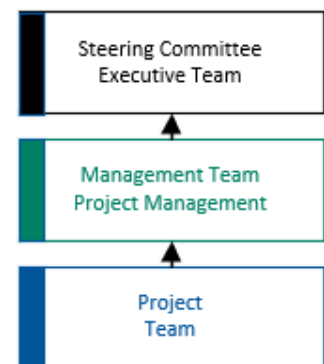 Steering Committee
Executive Team
Management Team
Project Management
Project
Team